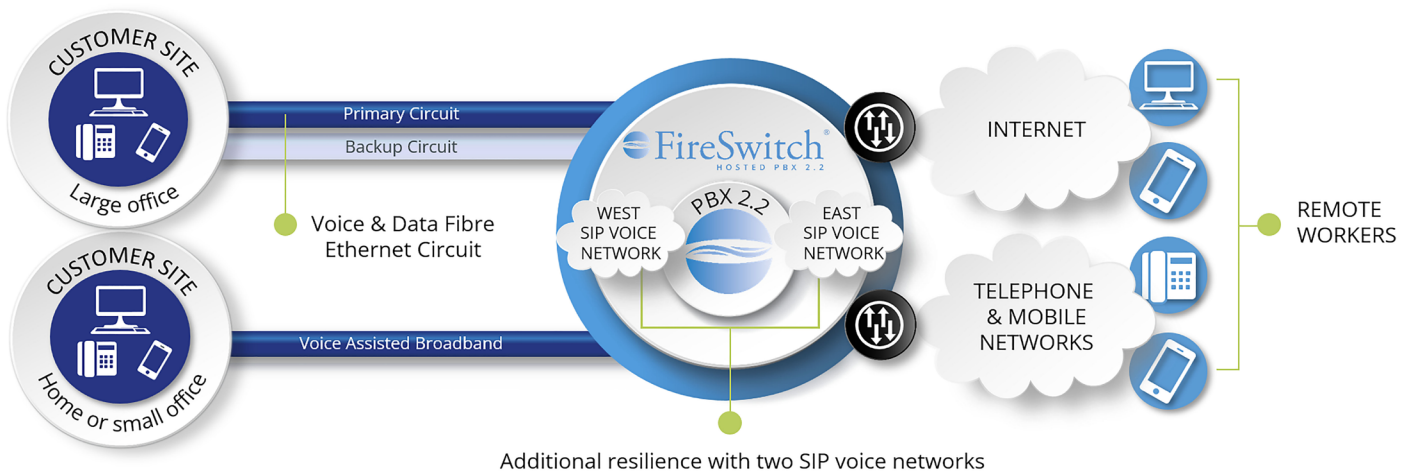 CUSTOMER SITE
Large office
Primary Circuit
Backup Circuit
Voice & Data Fibre
Ethernet Circuit
CUSTOMER SITE
Home or small office
Voice Assisted Broadband
FireSwitch®
HOSTED PBX 2.2
PBX 2.2
WEST
SIP VOICE
NETWORK
EAST
SIP VOICE
NETWORK
Additional resilience with two SIP voice networks
INTERNET
TELEPHONE
& MOBILE
NETWORKS
REMOTE
WORKERS